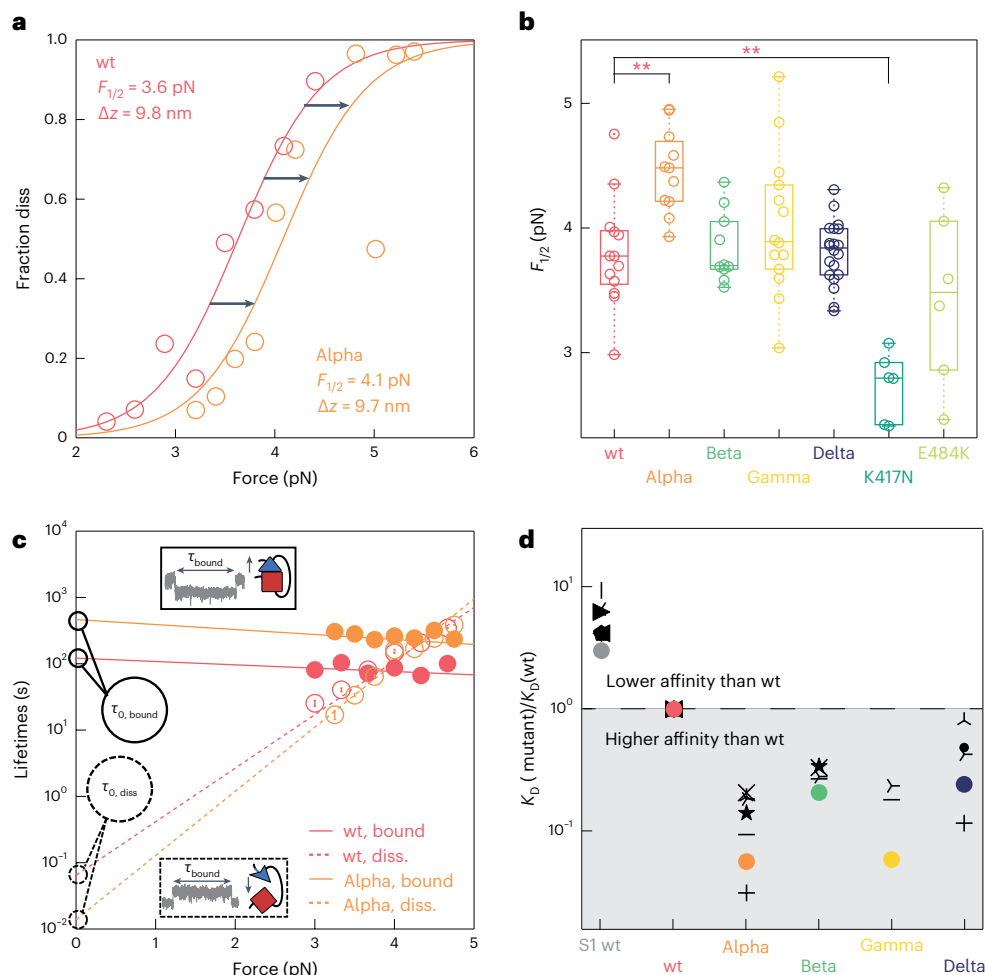 a
1.0
0.8
0.6
0.4
0.2
0
Fraction diss
wt
F1/2 = 3.6 pN
Δz = 9.8 nm
Alpha
F1/2 = 4.1 pN
Δz = 9.7 nm
2 3 4 5 6
Force (pN)
b
**
**
5
4
3
F1/2 (pN)
wt Beta Delta E484K
Alpha Gamma K417N
c
10^4
10^3
10^2
10^1
10^0
10^−1
10^−2
Lifetimes (s)
τbound
τ0, bound
τ0, diss
τbound
wt, bound
wt, diss.
Alpha, bound
Alpha, diss.
0 1 2 3 4 5
Force (pN)
d
10^1
10^0
10^−1
KD ( mutant)/KD(wt)
Lower affinity than wt
Higher affinity than wt
S1 wt Alpha Gamma
wt Beta Delta